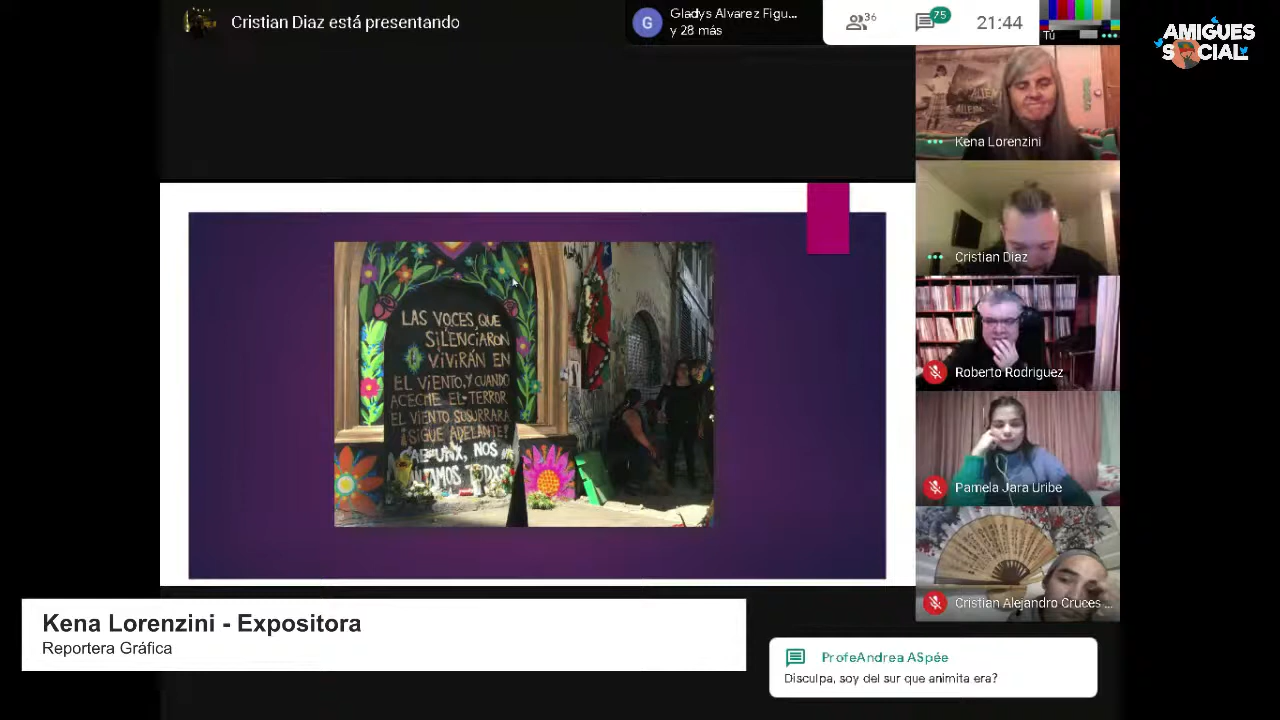 Cristian Diaz está presentando
G
Gladys Alvarez Figu...
y 28 más
36
75
21:44
Tú
AMIGUES
SOCIAL
Kena Lorenzini
Cristian Diaz
Roberto Rodriguez
Pamela Jara Uribe
Cristian Alejandro Cruces ...
LAS VOCES, QUE
SILENCIARON
VIVIRÁN EN
EL VIENTO, Y CUANDO
ACECHE EL TERROR
EL VIENTO SUSURRARA
¡SIGUE ADELANTE!
NOS
Kena Lorenzini - Expositora
Reportera Gráfica
ProfeAndrea ASpée
Disculpa, soy del sur que animita era?